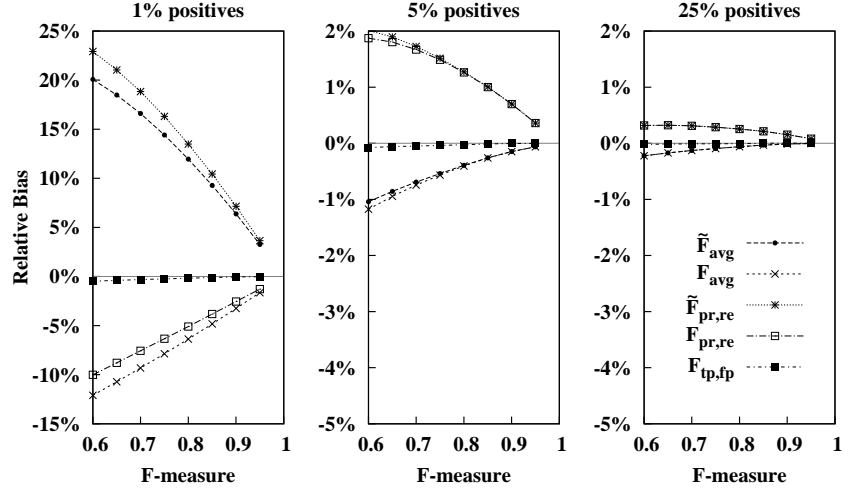 1% positives
5% positives
25% positives
Relative Bias
25%
20%
15%
10%
5%
0%
-5%
-10%
-15%
0.6 0.7 0.8 0.9 1
F-measure
2%
1%
0%
-1%
-2%
-3%
-4%
-5%
0.6 0.7 0.8 0.9 1
F-measure
2%
1%
0%
-1%
-2%
-3%
-4%
-5%
0.6 0.7 0.8 0.9 1
F-measure
F̃avg
Favg
F̃pr,re
Fpr,re
Ftp,fp